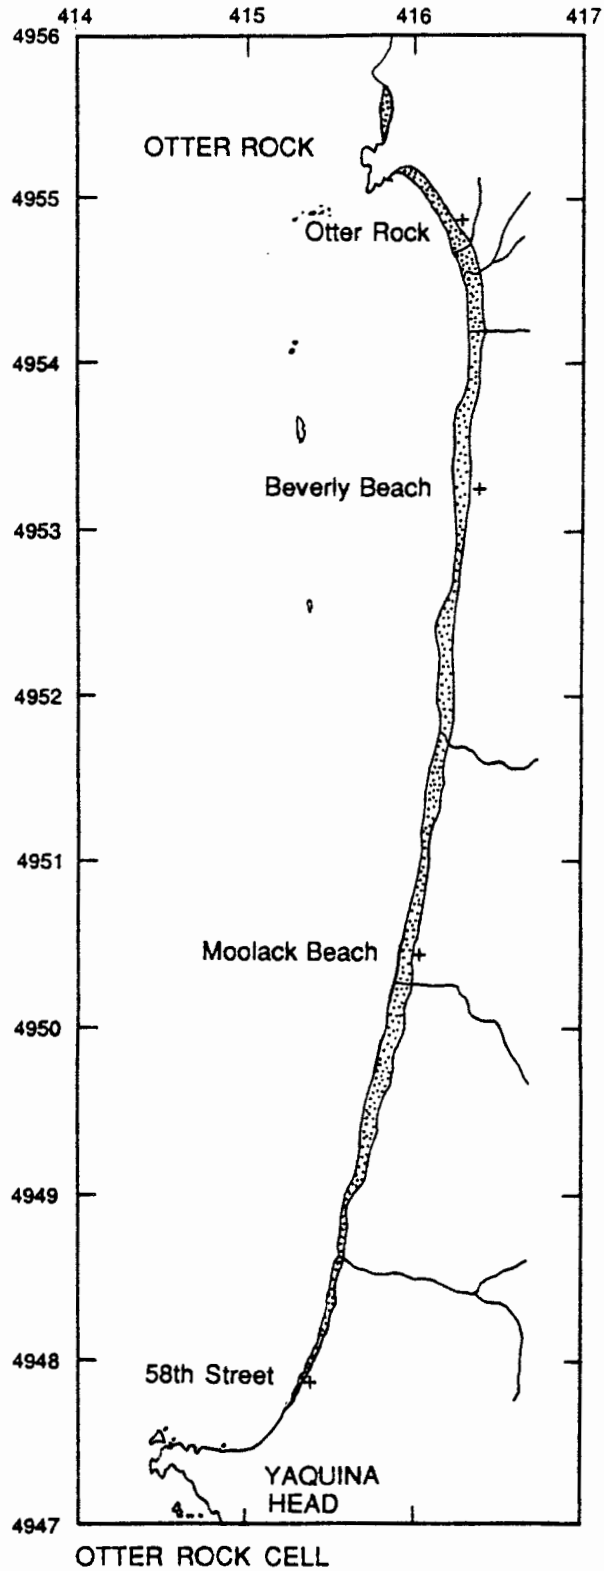 414 415 416 417
4956
OTTER ROCK
4955
Otter Rock
4954
Beverly Beach
4953
4952
4951
Moolack Beach
4950
4949
4948
58th Street
YAQUINA
HEAD
4947
OTTER ROCK CELL